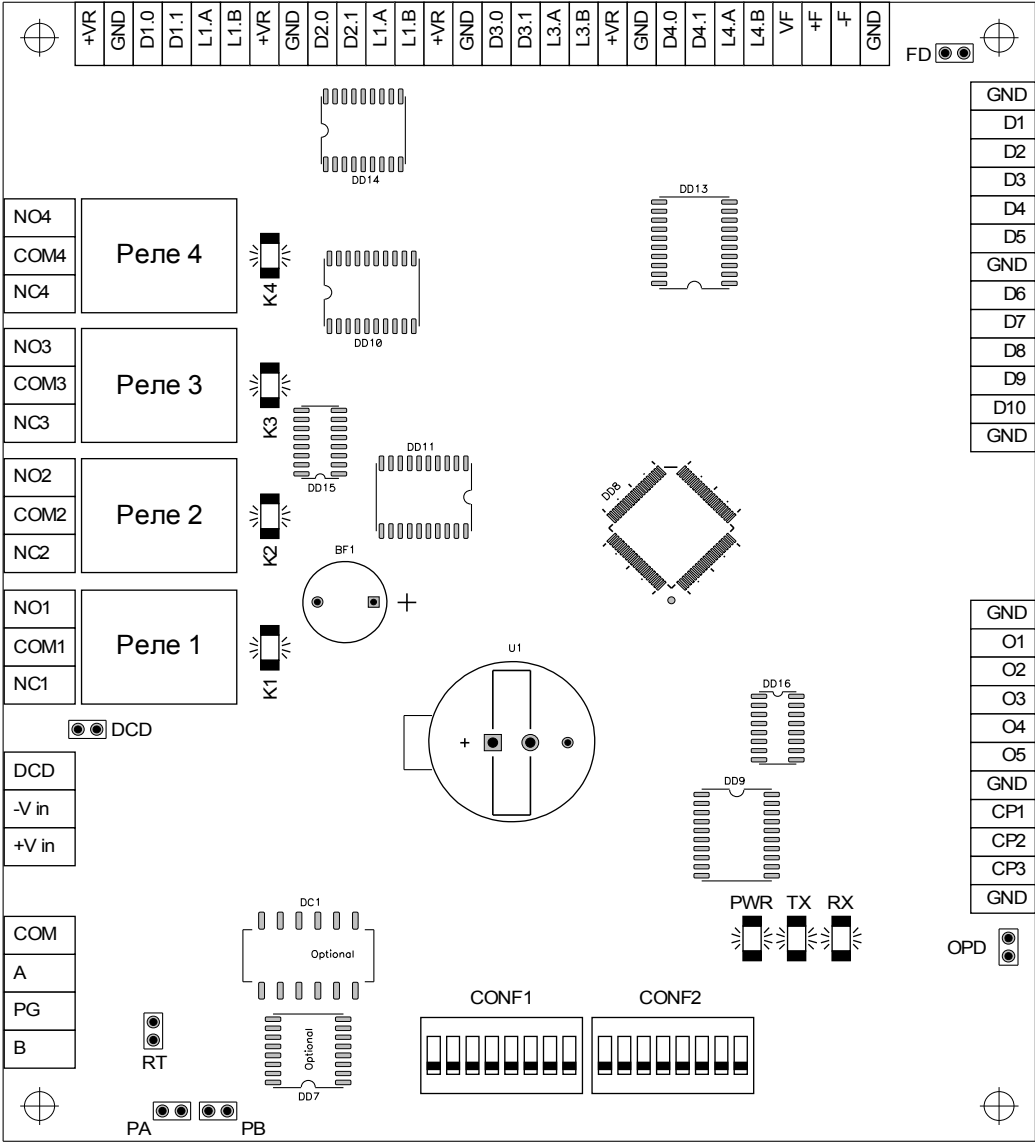 +VR
GND
D1.0
D1.1
L1.A
L1.B
+VR
GND
D2.0
D2.1
L1.A
L1.B
+VR
GND
D3.0
D3.1
L3.A
L3.B
+VR
GND
D4.0
D4.1
L4.A
L4.B
VF
+F
-F
GND
FD
GND
D1
D2
D3
D4
D5
GND
D6
D7
D8
D9
D10
GND
DD14
DD13
NO4
COM4
NC4
Реле 4
K4
DD10
NO3
COM3
NC3
Реле 3
K3
DD15
DD11
DD8
NO2
COM2
NC2
Реле 2
K2
BF1
+
NO1
COM1
NC1
Реле 1
K1
U1
+
DCD
DCD
-V in
+V in
GND
O1
O2
O3
O4
O5
GND
CP1
CP2
CP3
GND
DD16
DD9
PWR
TX
RX
OPD
COM
A
PG
B
DC1
Optional
Optional
DD7
RT
PA
PB
CONF1
CONF2